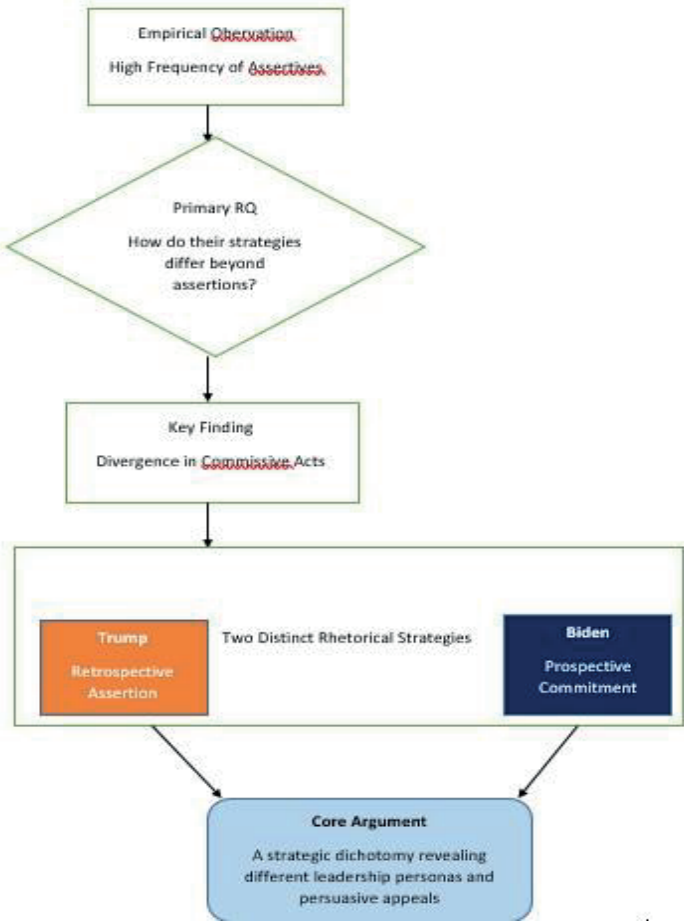 Empirical Obervation
High Frequency of Assertives
Primary RQ
How do their strategies
differ beyond
assertions?
Key Finding
Divergence in Commissive Acts
Trump
Retrospective
Assertion
Two Distinct Rhetorical Strategies
Biden
Prospective
Commitment
Core Argument
A strategic dichotomy revealing
different leadership personas and
persuasive appeals